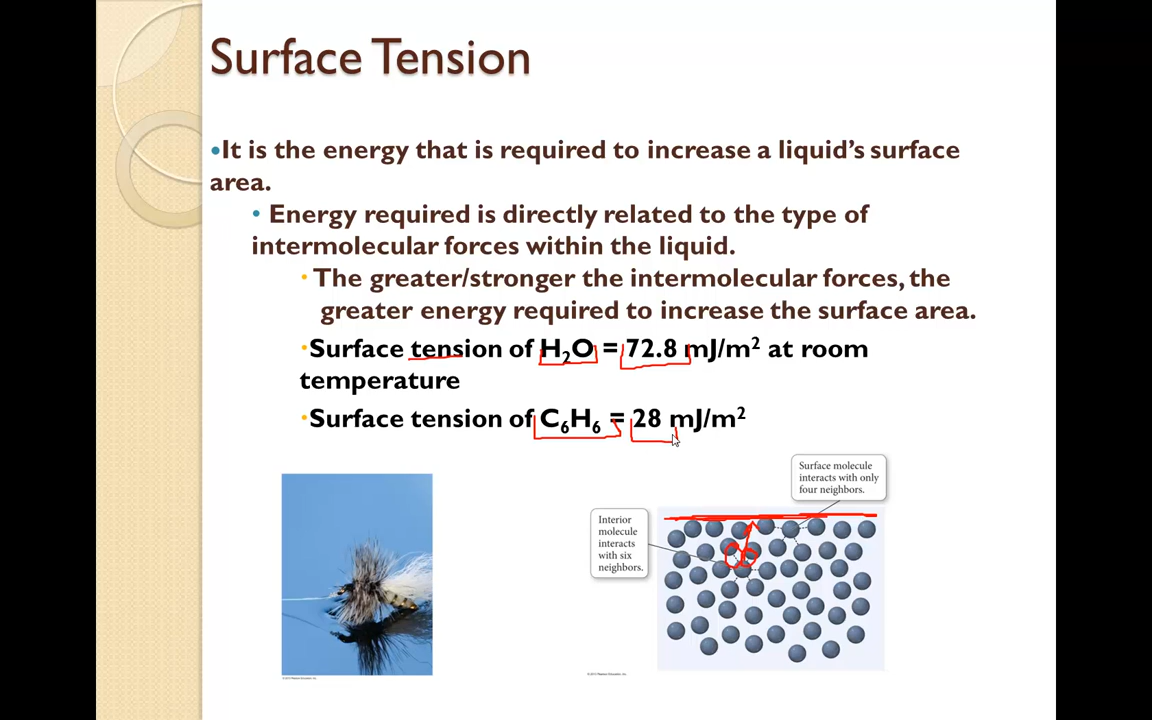 Surface Tension
•It is the energy that is required to increase a liquid's surface
area.
• Energy required is directly related to the type of
intermolecular forces within the liquid.
• The greater/stronger the intermolecular forces, the
greater energy required to increase the surface area.
•Surface tension of H₂O = 72.8 mJ/m² at room
temperature
•Surface tension of C₆H₆ = 28 mJ/m²
Surface molecule
interacts with only
four neighbors.
Interior
molecule
interacts
with six
neighbors.